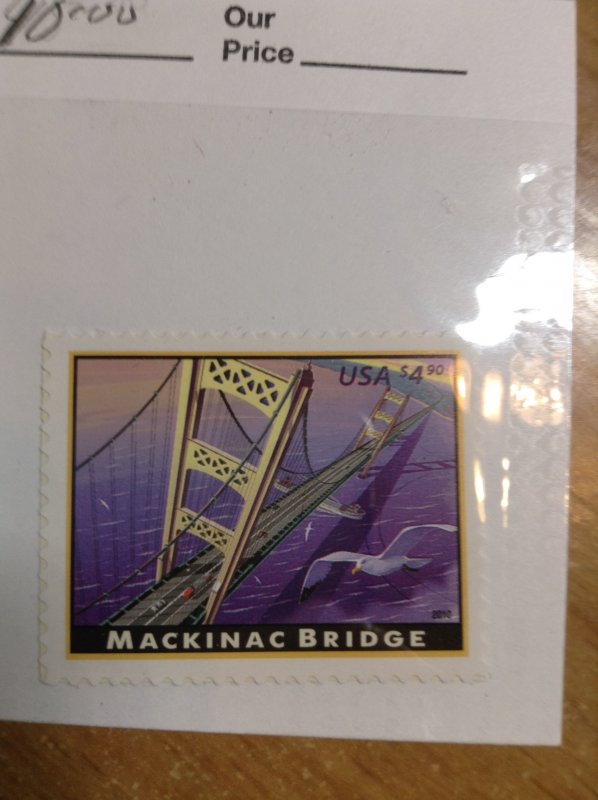 Our
Price
USA $4.90
2010
MACKINAC BRIDGE